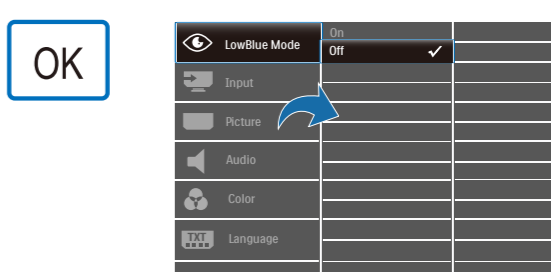 OK
LowBlue Mode
On
Off
Input
Picture
Audio
Color
TXT
Language